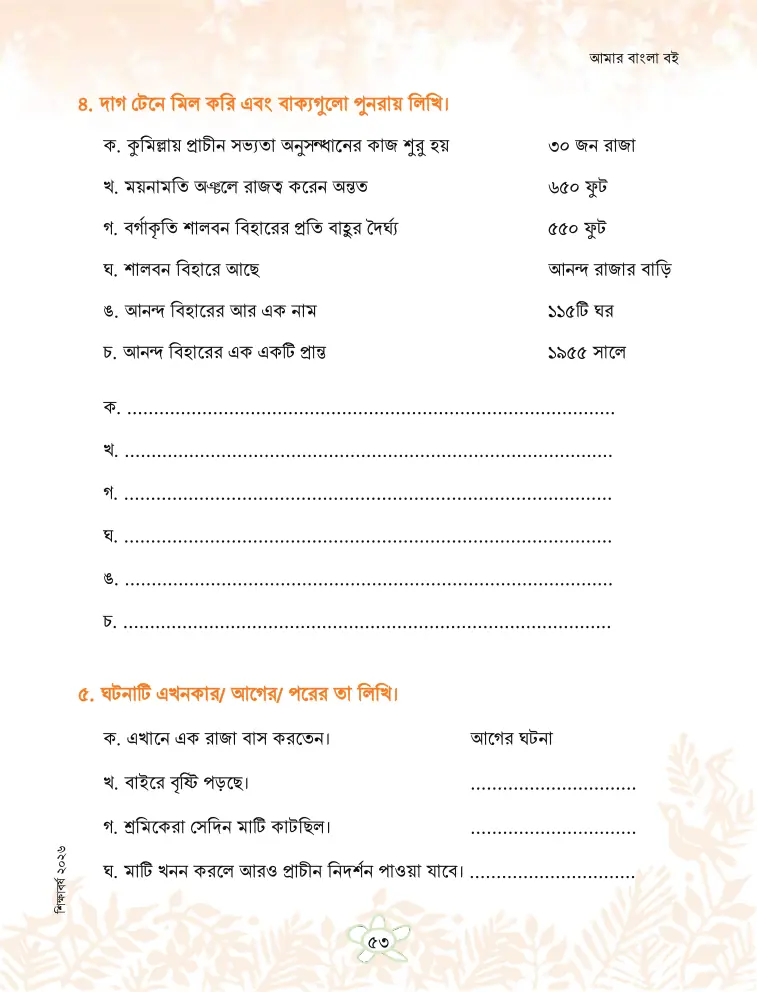 আমার বাংলা বই
৪. দাগ টেনে মিল করি এবং বাক্যগুলো পুনরায় লিখি।
ক. কুমিল্লায় প্রাচীন সভ্যতা অনুসন্ধানের কাজ শুরু হয় ৩০ জন রাজা
খ. ময়নামতি অঞ্চলে রাজত্ব করেন অন্তত ৬৫০ ফুট
গ. বর্গাকৃতি শালবন বিহারের প্রতি বাহুর দৈর্ঘ্য ৫৫০ ফুট
ঘ. শালবন বিহারে আছে আনন্দ রাজার বাড়ি
ঙ. আনন্দ বিহারের আর এক নাম ১১৫টি ঘর
চ. আনন্দ বিহারের এক একটি প্রান্ত ১৯৫৫ সালে
ক. ..........................................................................................
খ. ..........................................................................................
গ. ..........................................................................................
ঘ. ..........................................................................................
ঙ. ..........................................................................................
চ. ..........................................................................................
৫. ঘটনাটি এখনকার/ আগের/ পরের তা লিখি।
ক. এখানে এক রাজা বাস করতেন। আগের ঘটনা
খ. বাইরে বৃষ্টি পড়ছে। ...............................
গ. শ্রমিকেরা সেদিন মাটি কাটছিল। ...............................
ঘ. মাটি খনন করলে আরও প্রাচীন নিদর্শন পাওয়া যাবে। ...............................
শিক্ষাবর্ষ ২০২৬
৫৩